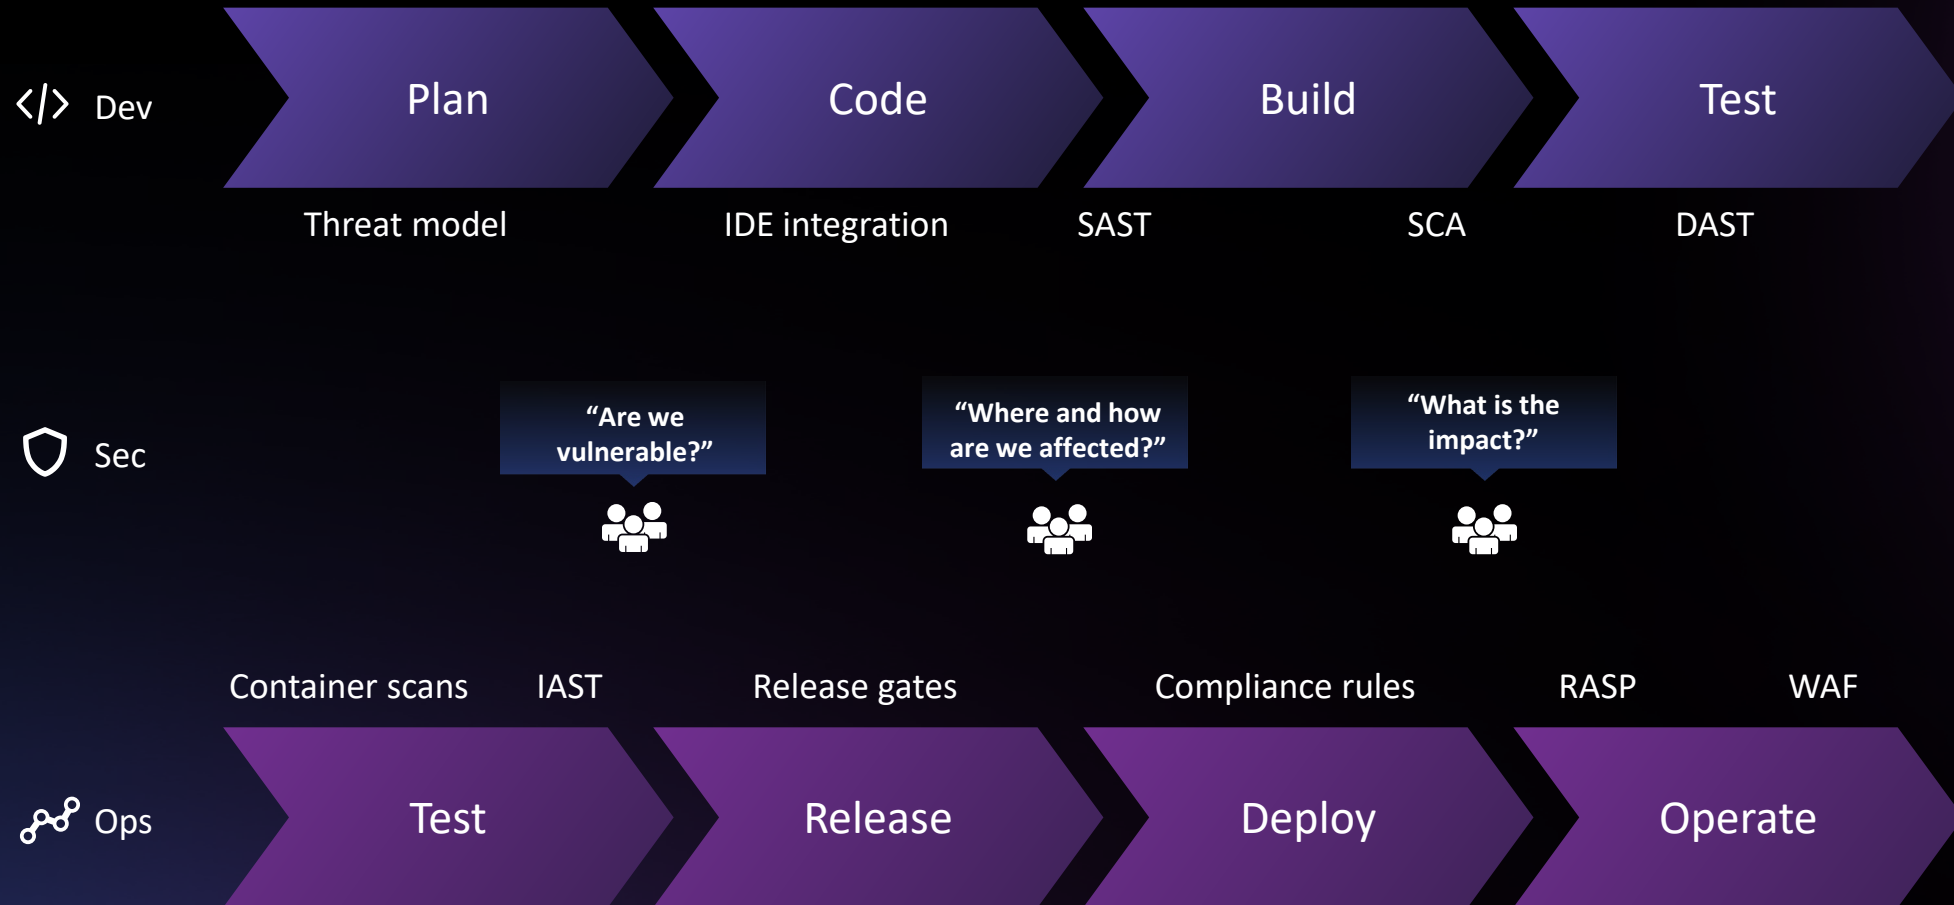 Dev
Plan
Code
Build
Test
Threat model
IDE integration
SAST
SCA
DAST
Sec
“Are we
vulnerable?”
“Where and how
are we affected?”
“What is the
impact?”
Container scans
IAST
Release gates
Compliance rules
RASP
WAF
Ops
Test
Release
Deploy
Operate